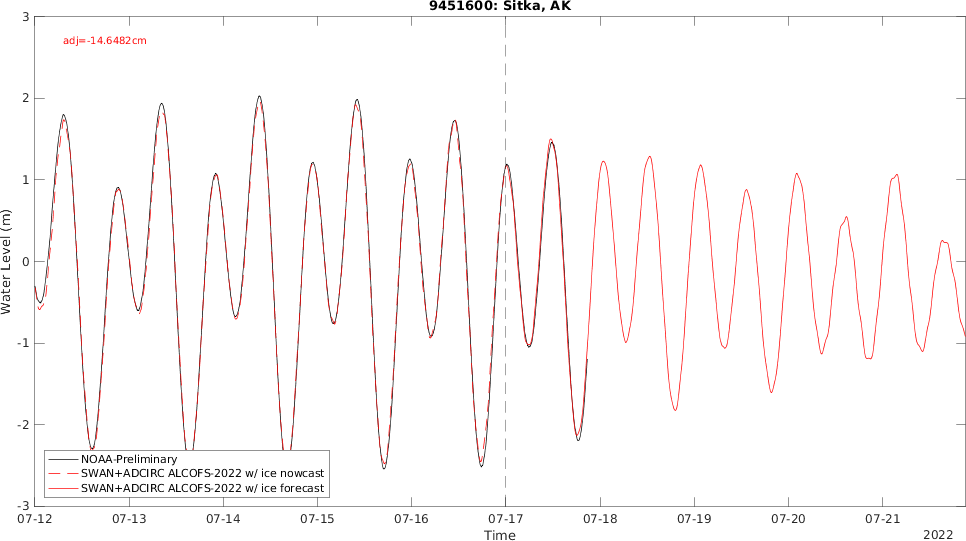 9451600: Sitka, AK
adj=-14.6482cm
3
2
1
0
-1
-2
-3
Water Level (m)
NOAA-Preliminary
SWAN+ADCIRC ALCOFS-2022 w/ ice nowcast
SWAN+ADCIRC ALCOFS-2022 w/ ice forecast
07-12 07-13 07-14 07-15 07-16 07-17 07-18 07-19 07-20 07-21
Time
2022